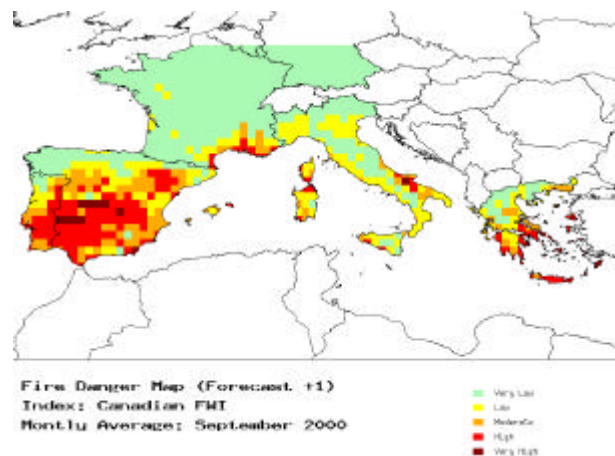 Fire Danger Map (Forecast +1)
Index: Canadian FWI
Montly Average: September 2000
Very Low
Low
Moderate
High
Very High